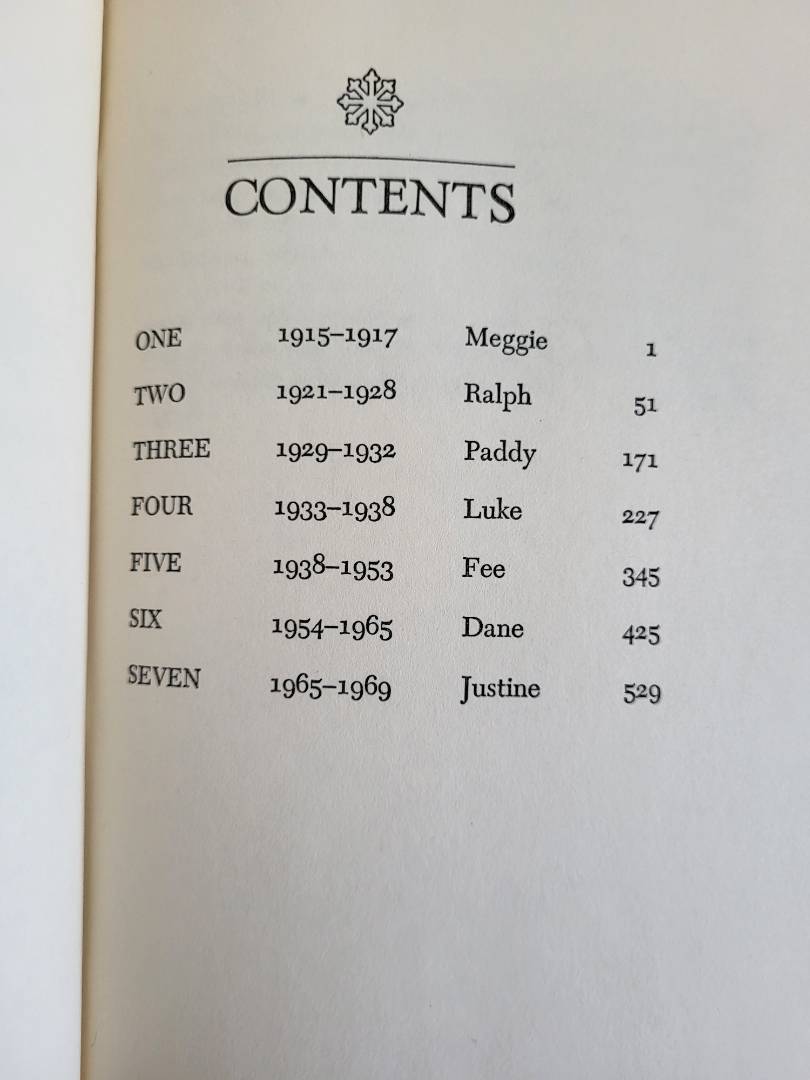 CONTENTS
ONE 1915–1917 Meggie 1
TWO 1921–1928 Ralph 51
THREE 1929–1932 Paddy 171
FOUR 1933–1938 Luke 227
FIVE 1938–1953 Fee 345
SIX 1954–1965 Dane 425
SEVEN 1965–1969 Justine 529